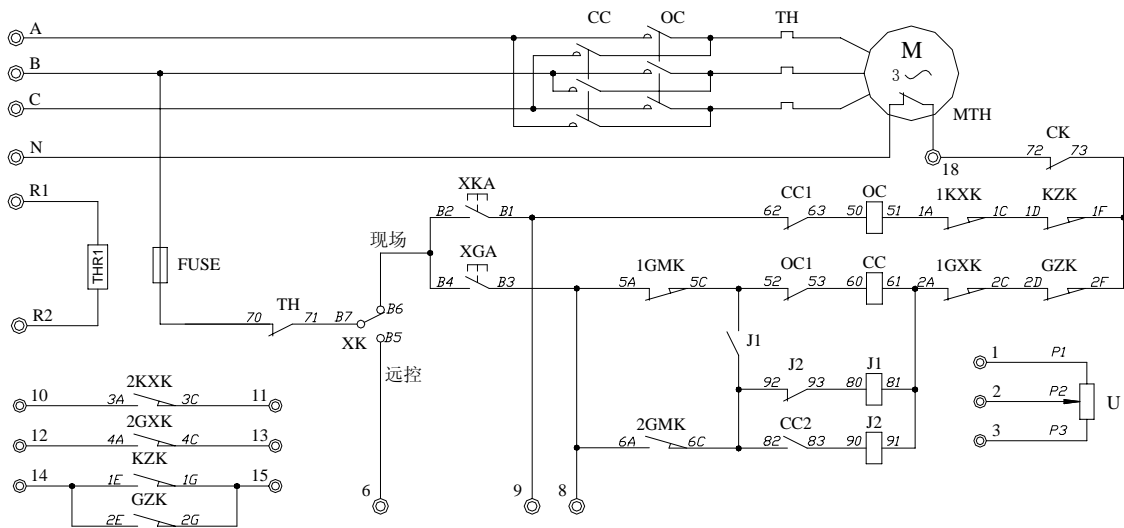 CC OC TH
A
B
C
N
M
3
MTH
18
72 CK 73
R1
R2
THR1
FUSE
XKA
B2 B1
XGA
B4 B3
现场
CC1
62 63
OC
50 51
1KXK
1A 1C
KZK
1D 1F
1GMK
5A 5C
OC1
52 53
CC
60 61
1GXK
2A 2C
GZK
2D 2F
TH
70 71
B7
B6
XK
B5
远控
J1
J2
92 93
J1
80 81
2GMK
6A 6C
CC2
82 83
J2
90 91
1 P1
2 P2
3 P3
U
2KXK
10 3A 3C 11
2GXK
12 4A 4C 13
KZK
14 1E 1G 15
GZK
2E 2G
6
9
8